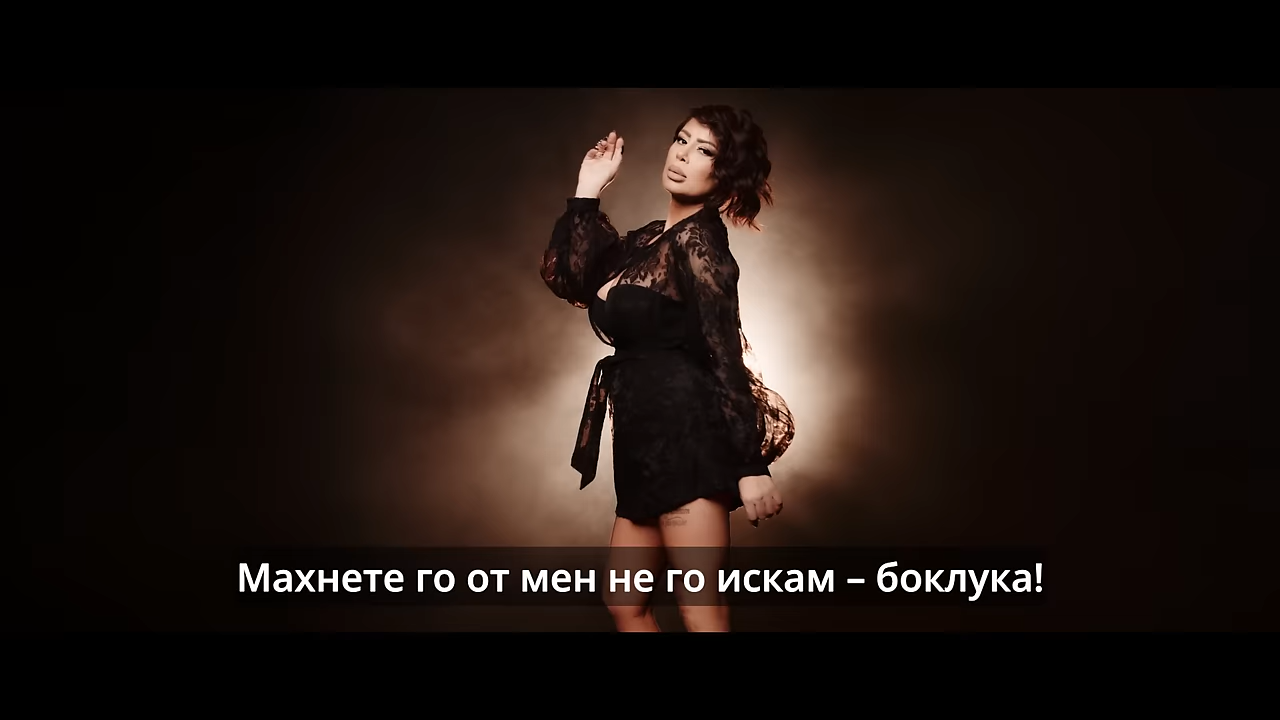 Махнете го от мен не го искам – боклука!